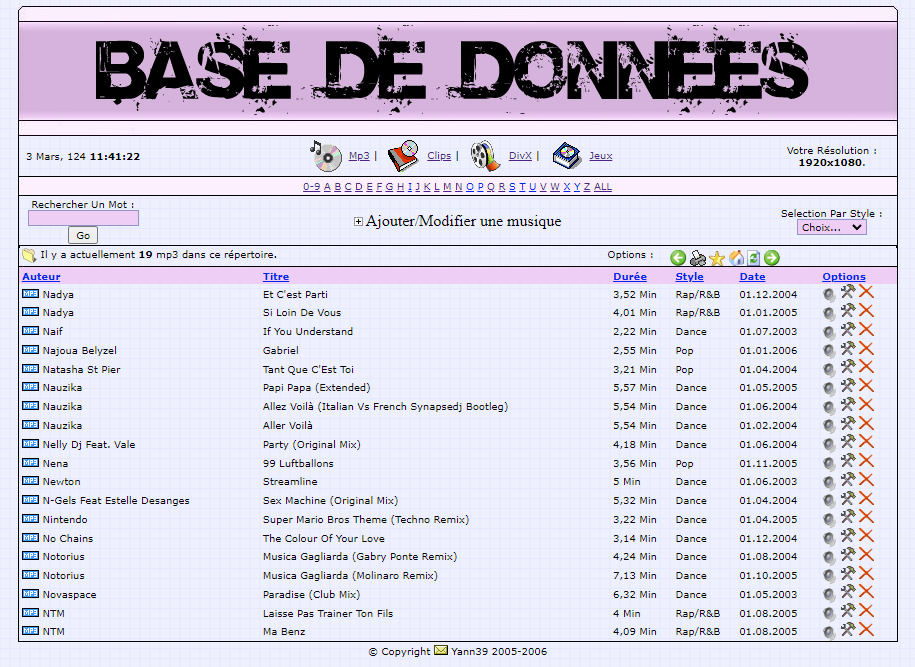 BASE DE DONNEES
3 Mars, 124 11:41:22
Mp3 | Clips | DivX | Jeux
Votre Résolution :
1920x1080.
0-9 A B C D E F G H I J K L M N O P Q R S T U V W X Y Z ALL
Rechercher Un Mot :
Go
Ajouter/Modifier une musique
Selection Par Style :
Choix...
Il y a actuellement 19 mp3 dans ce répertoire.
Options :
Auteur Titre Durée Style Date Options
MP3 Nadya Et C'est Parti 3,52 Min Rap/R&B 01.12.2004
MP3 Nadya Si Loin De Vous 4,01 Min Rap/R&B 01.01.2005
MP3 Naif If You Understand 2,22 Min Dance 01.07.2003
MP3 Najoua Belyzel Gabriel 2,55 Min Pop 01.01.2006
MP3 Natasha St Pier Tant Que C'Est Toi 3,21 Min Pop 01.04.2004
MP3 Nauzika Papi Papa (Extended) 5,57 Min Dance 01.05.2005
MP3 Nauzika Allez Voilà (Italian Vs French Synapsedj Bootleg) 5,54 Min Dance 01.06.2004
MP3 Nauzika Aller Voilà 5,54 Min Dance 01.02.2004
MP3 Nelly Dj Feat. Vale Party (Original Mix) 4,18 Min Dance 01.06.2004
MP3 Nena 99 Luftballons 3,56 Min Pop 01.11.2005
MP3 Newton Streamline 5 Min Dance 01.06.2003
MP3 N-Gels Feat Estelle Desanges Sex Machine (Original Mix) 5,32 Min Dance 01.04.2004
MP3 Nintendo Super Mario Bros Theme (Techno Remix) 3,22 Min Dance 01.04.2005
MP3 No Chains The Colour Of Your Love 3,14 Min Dance 01.12.2004
MP3 Notorius Musica Gagliarda (Gabry Ponte Remix) 4,24 Min Dance 01.08.2004
MP3 Notorius Musica Gagliarda (Molinaro Remix) 7,13 Min Dance 01.10.2005
MP3 Novaspace Paradise (Club Mix) 6,32 Min Dance 01.05.2003
MP3 NTM Laisse Pas Trainer Ton Fils 4 Min Rap/R&B 01.08.2005
MP3 NTM Ma Benz 4,09 Min Rap/R&B 01.08.2005
© Copyright Yann39 2005-2006